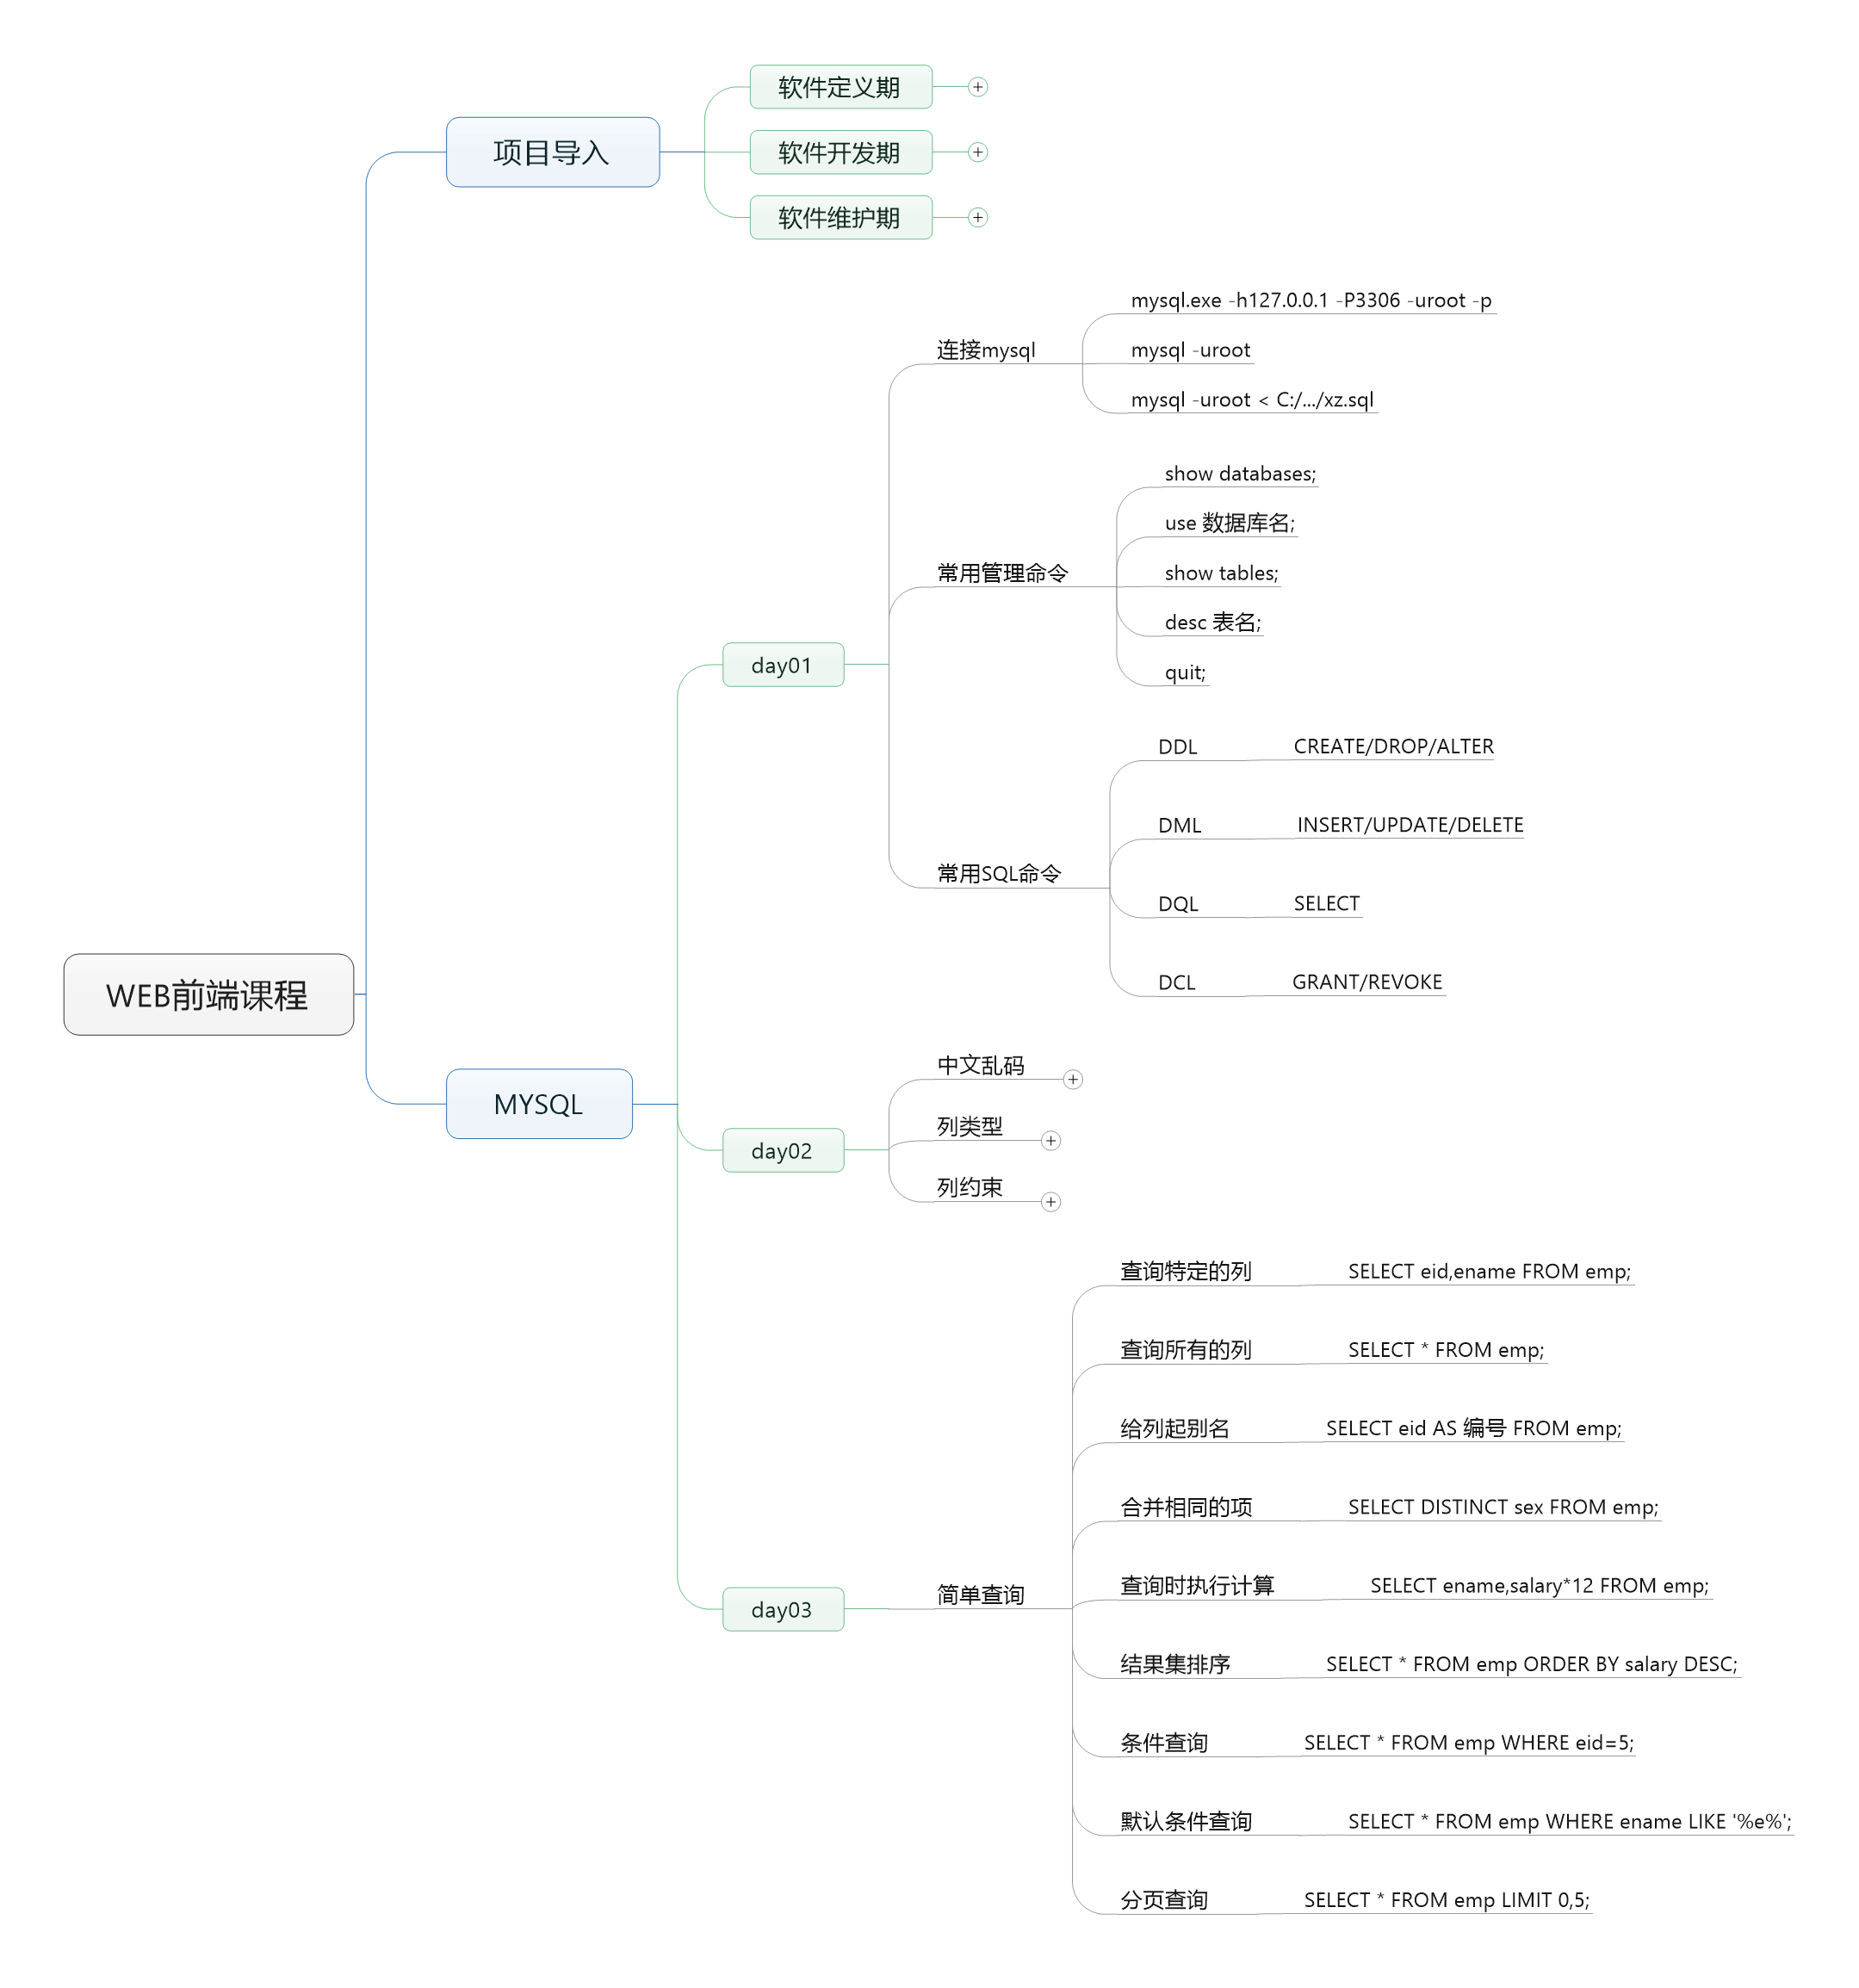 WEB前端课程
项目导入
软件定义期
软件开发期
软件维护期
MYSQL
day01
连接mysql
mysql.exe -h127.0.0.1 -P3306 -uroot -p
mysql -uroot
mysql -uroot < C:/.../xz.sql
常用管理命令
show databases;
use 数据库名;
show tables;
desc 表名;
quit;
常用SQL命令
DDL CREATE/DROP/ALTER
DML INSERT/UPDATE/DELETE
DQL SELECT
DCL GRANT/REVOKE
day02
中文乱码
列类型
列约束
day03
简单查询
查询特定的列 SELECT eid,ename FROM emp;
查询所有的列 SELECT * FROM emp;
给列起别名 SELECT eid AS 编号 FROM emp;
合并相同的项 SELECT DISTINCT sex FROM emp;
查询时执行计算 SELECT ename,salary*12 FROM emp;
结果集排序 SELECT * FROM emp ORDER BY salary DESC;
条件查询 SELECT * FROM emp WHERE eid=5;
默认条件查询 SELECT * FROM emp WHERE ename LIKE '%e%';
分页查询 SELECT * FROM emp LIMIT 0,5;